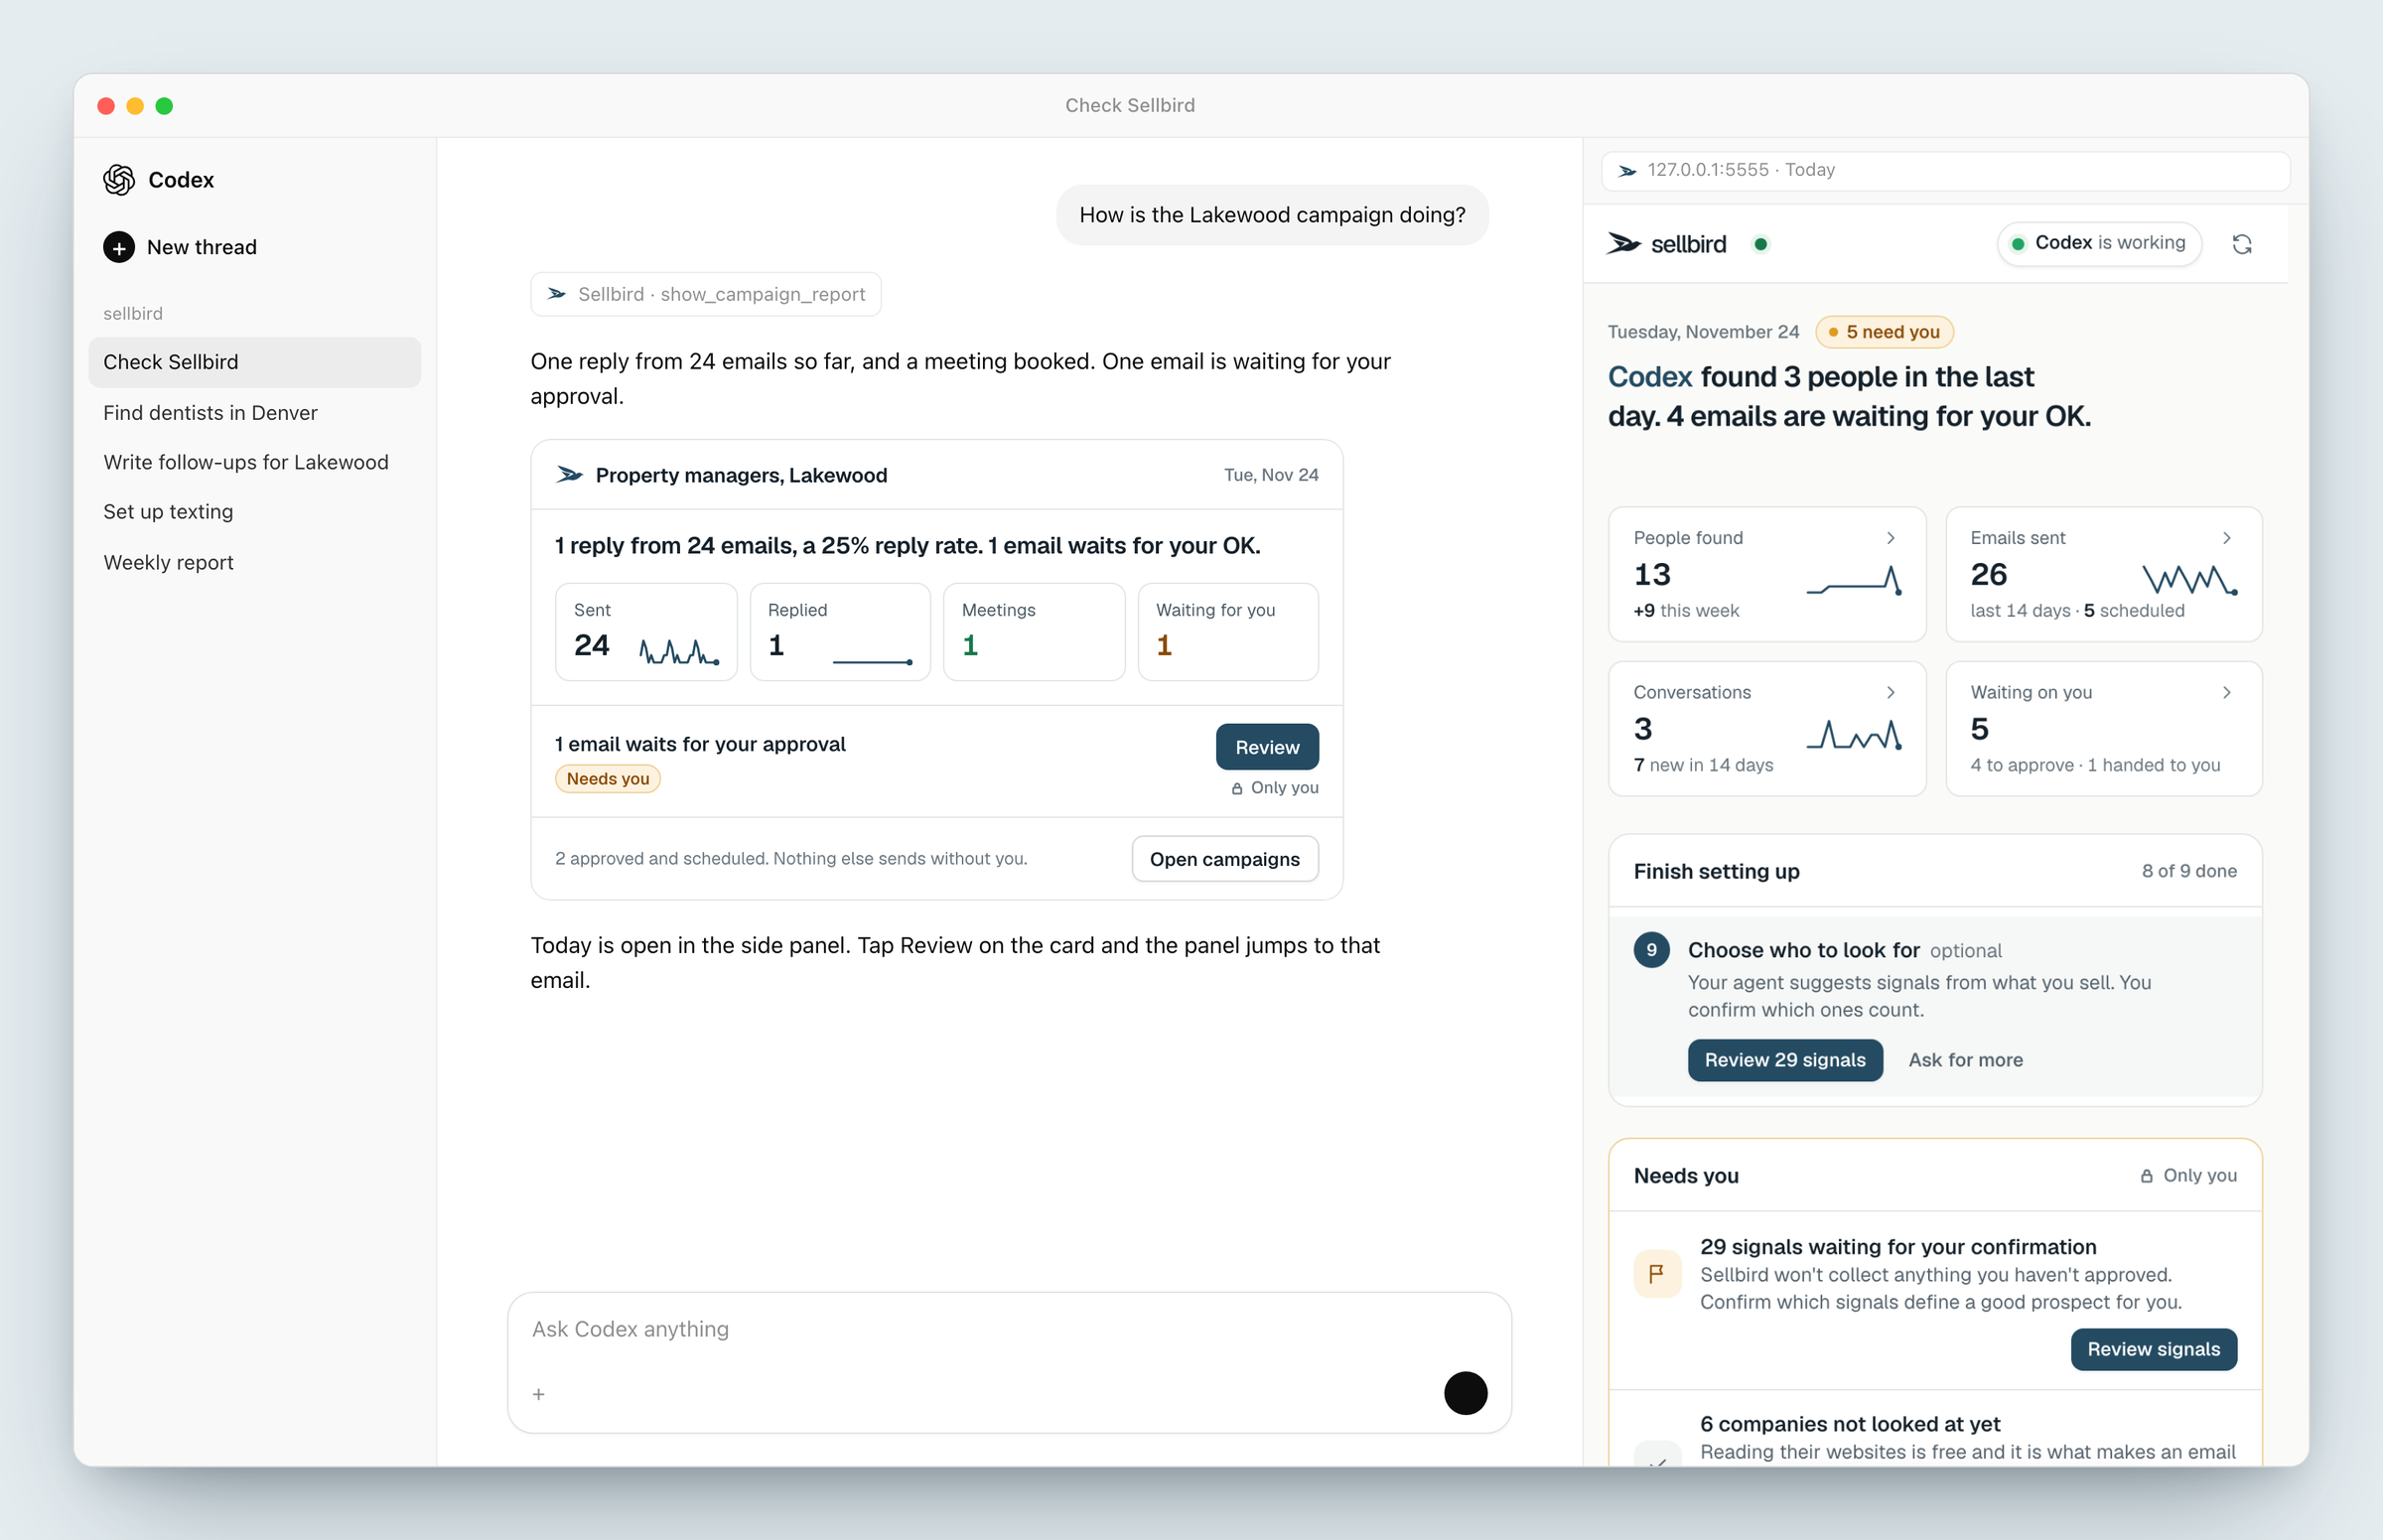 Check Sellbird
Codex
New thread
sellbird
Check Sellbird
Find dentists in Denver
Write follow-ups for Lakewood
Set up texting
Weekly report
How is the Lakewood campaign doing?
Sellbird · show_campaign_report
One reply from 24 emails so far, and a meeting booked. One email is waiting for your
approval.
Property managers, Lakewood
Tue, Nov 24
1 reply from 24 emails, a 25% reply rate. 1 email waits for your OK.
Sent
24
Replied
1
Meetings
1
Waiting for you
1
1 email waits for your approval
Needs you
Review
Only you
2 approved and scheduled. Nothing else sends without you.
Open campaigns
Today is open in the side panel. Tap Review on the card and the panel jumps to that
email.
Ask Codex anything
127.0.0.1:5555 · Today
sellbird
Codex is working
Tuesday, November 24
5 need you
Codex found 3 people in the last
day. 4 emails are waiting for your OK.
People found
13
+9 this week
Emails sent
26
last 14 days · 5 scheduled
Conversations
3
7 new in 14 days
Waiting on you
5
4 to approve · 1 handed to you
Finish setting up
8 of 9 done
9
Choose who to look for optional
Your agent suggests signals from what you sell. You
confirm which ones count.
Review 29 signals
Ask for more
Needs you
Only you
29 signals waiting for your confirmation
Sellbird won't collect anything you haven't approved.
Confirm which signals define a good prospect for you.
Review signals
6 companies not looked at yet
Reading their websites is free and it is what makes an email